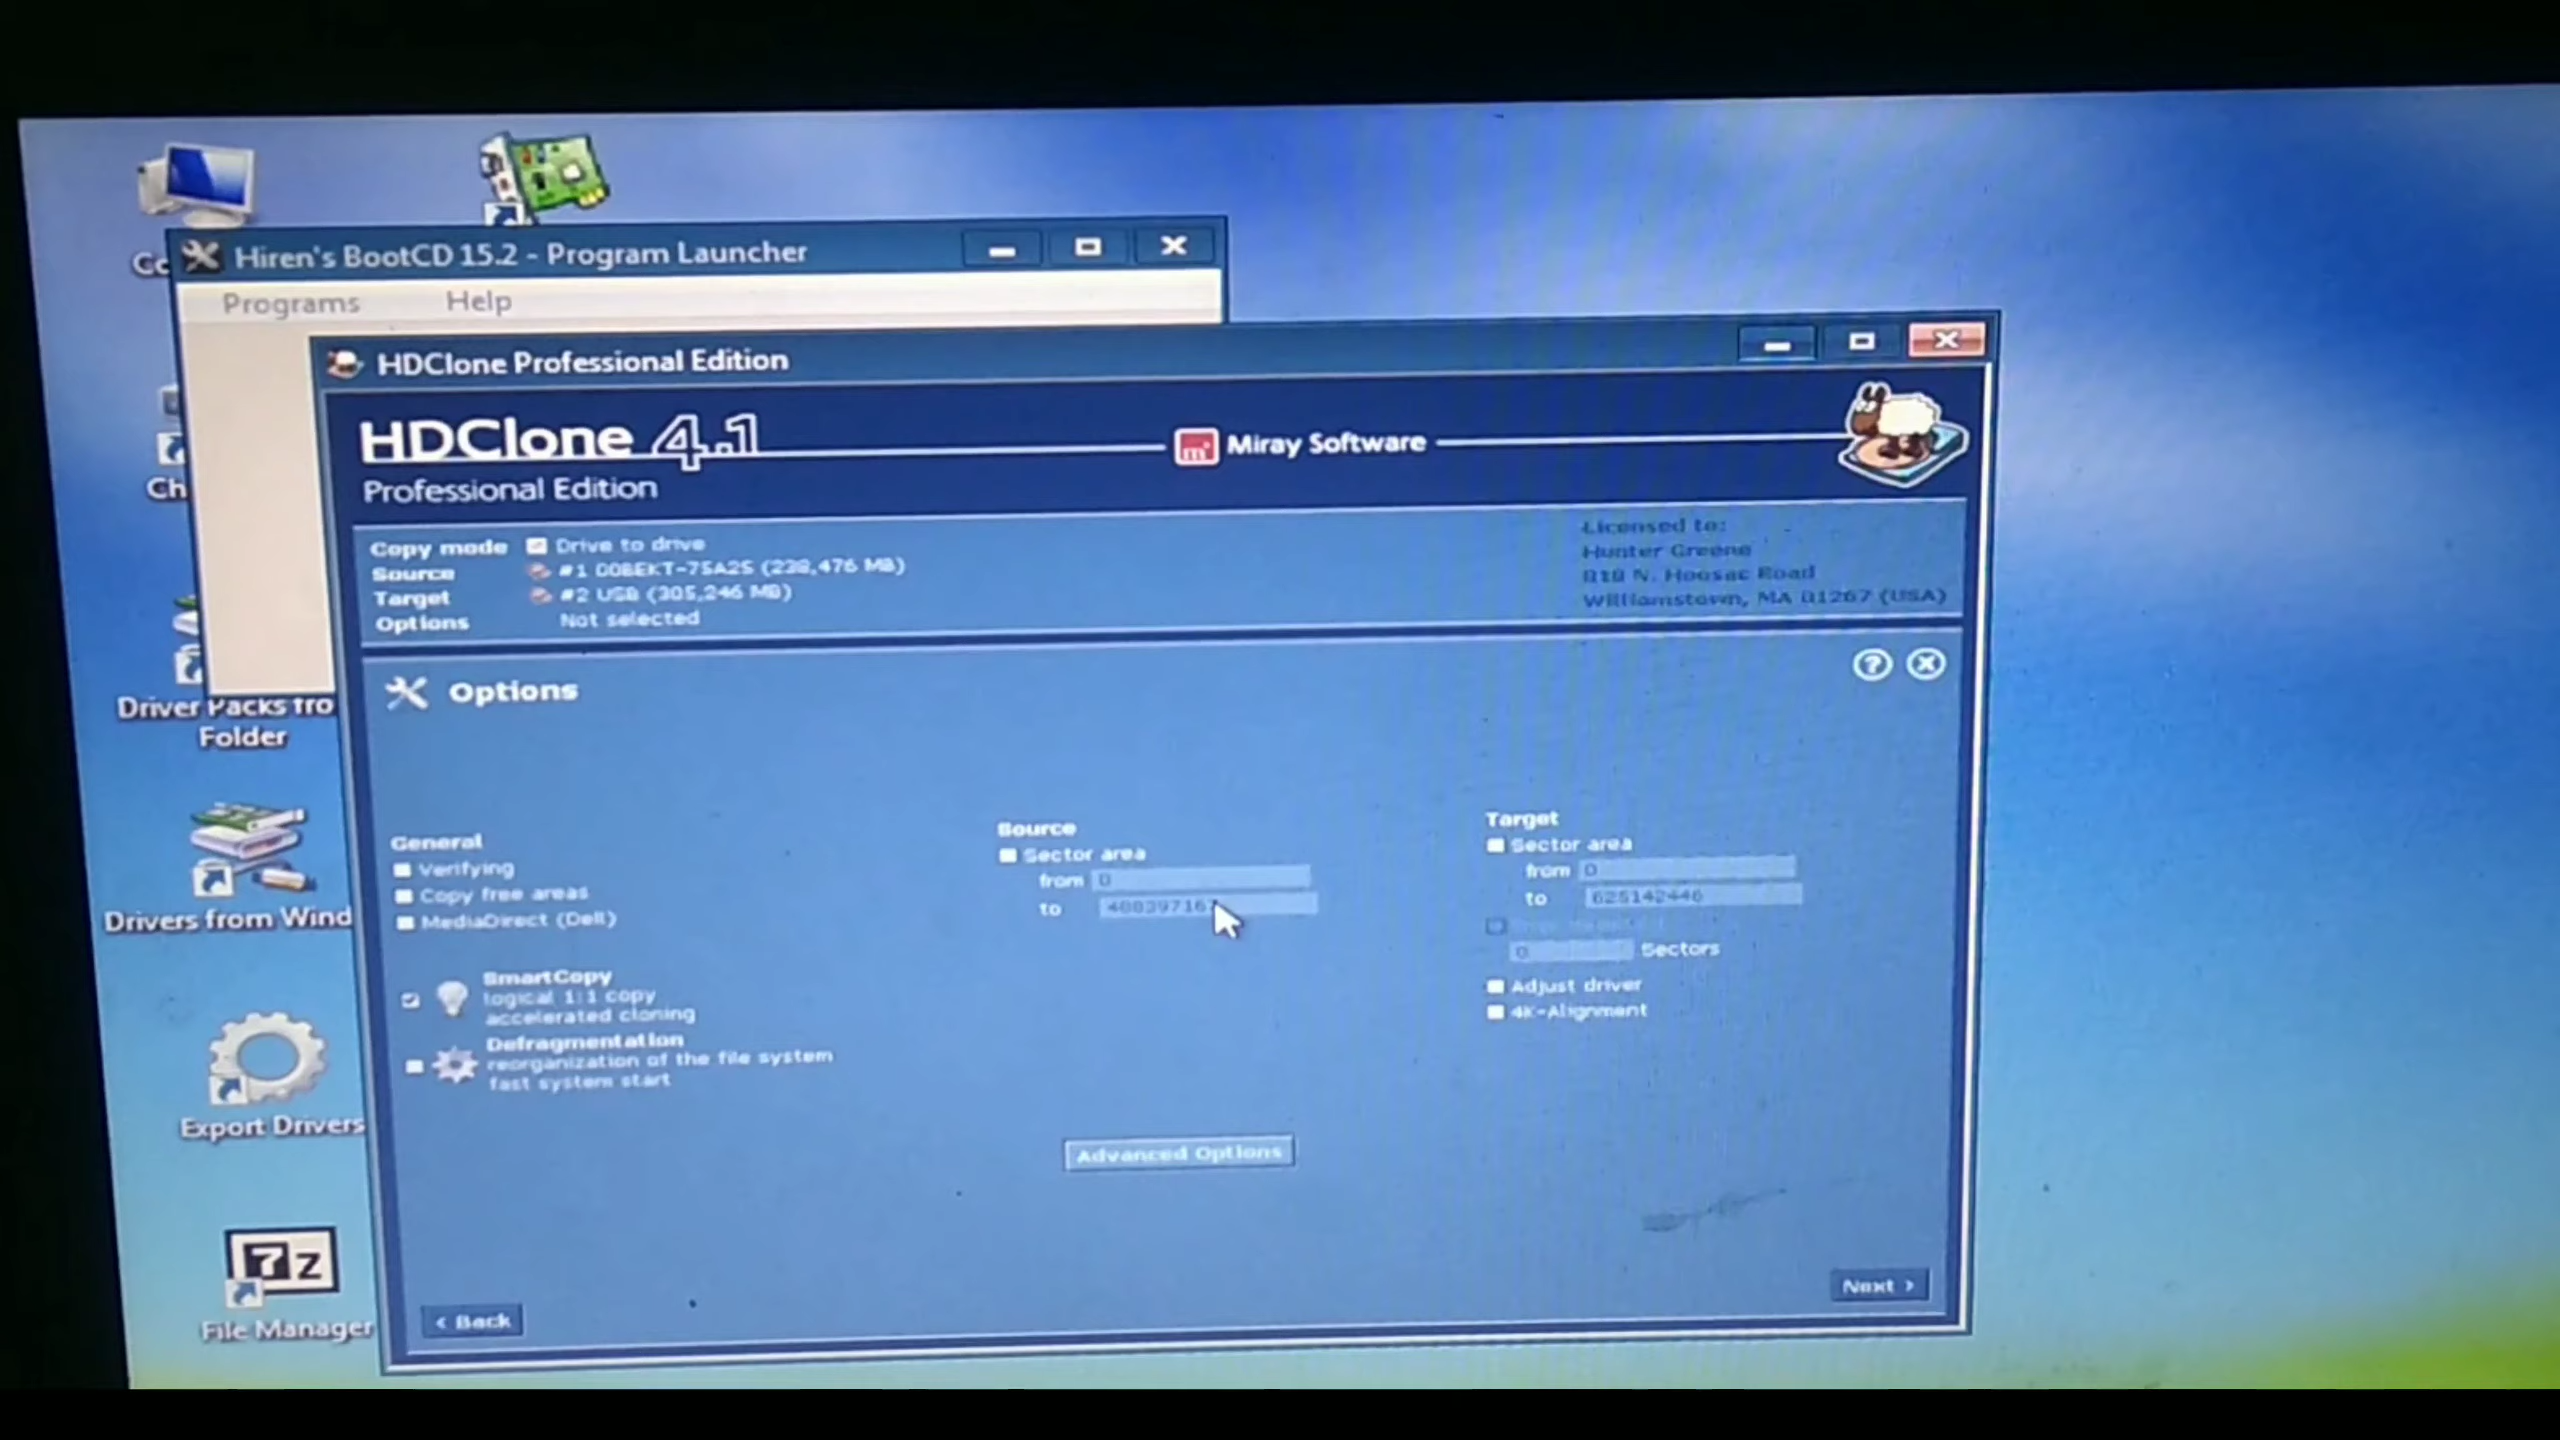 Co
Hiren's BootCD 15.2 - Program Launcher
Programs Help
HDClone Professional Edition
HDClone 4.1
Miray Software
Professional Edition
Licensed to:
Hunter Greene
N. Hoosac Road
Williamstown, MA 01267 (USA)
Copy mode Drive to drive
Source #1 00BEKT-75A25 (238,476 MB)
Target #2 USB (305,246 MB)
Options Not selected
Ch
Options
Driver Packs fro
Folder
General
Verifying
Copy free areas
MediaDirect (Dell)
SmartCopy
logical 1:1 copy
accelerated cloning
Defragmentation
reorganization of the file system
fast system start
Source
Sector area
from 0
to 488397167
Target
Sector area
from 0
to 625142446
0 Sectors
Adjust driver
4K-Alignment
Drivers from Wind
Export Drivers
Advanced Options
7z
File Manager
< Back
Next >